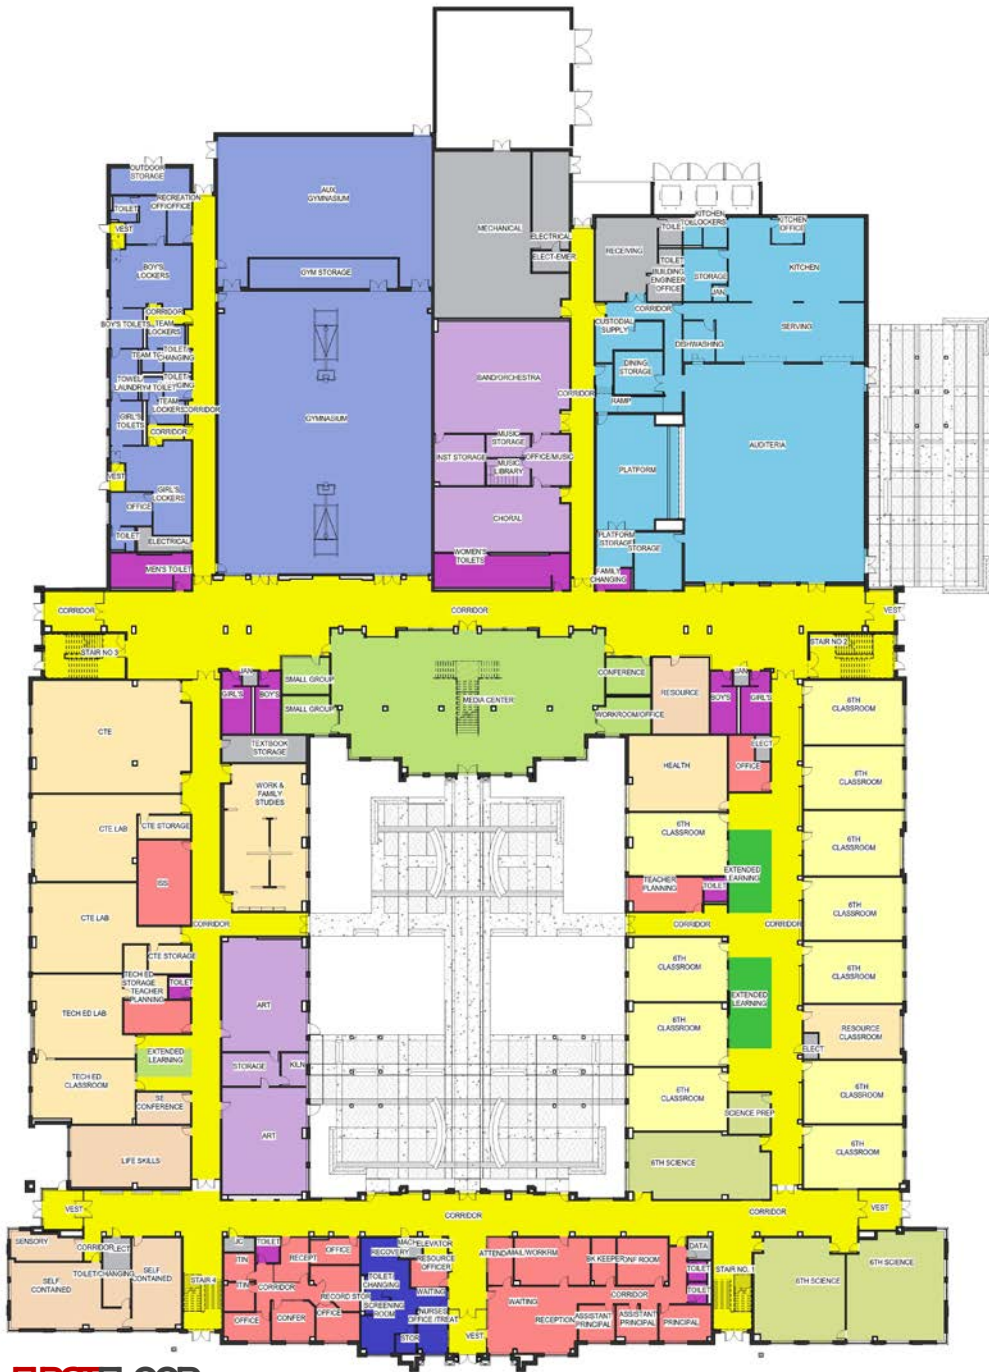 OUTDOOR
STORAGE
RECREATION
OFFICE
OFFICE
TOILET
VEST
BOY'S
LOCKERS
AUX
GYMNASIUM
GYM STORAGE
MECHANICAL
ELECTRICAL
ELECT-EMER
RECEIVING
TOILET
BUILDING
ENGINEER
OFFICE
KITCHEN
LOCKERS
KITCHEN
OFFICE
STORAGE
JAN
KITCHEN
CORRIDOR
BOY'S TOILETS
TEAM
LOCKERS
TOILET/
CHANGING
TOWEL
LAUNDRY
TOILET
TEAM
LOCKERS
CORRIDOR
GIRL'S
TOILETS
CORRIDOR
VEST
GIRL'S
LOCKERS
OFFICE
TOILET
ELECTRICAL
MEN'S TOILET
GYMNASIUM
BAND/ORCHESTRA
CORRIDOR
MUSIC
STORAGE
INST STORAGE
OFFICE/MUSIC
MUSIC
LIBRARY
CHORAL
WOMEN'S
TOILETS
CORRIDOR
CUSTODIAL
SUPPLY
DISHWASHING
SERVING
DINING
STORAGE
RAMP
AUDITERIA
PLATFORM
PLATFORM
STORAGE
STORAGE
FAMILY
CHANGING
CORRIDOR
CORRIDOR
VEST
STAIR NO 3
STAIR NO 2
JAN
GIRL'S
BOY'S
SMALL GROUP
SMALL GROUP
MEDIA CENTER
CONFERENCE
WORKROOM/OFFICE
RESOURCE
BOY'S
JAN
GIRL'S
6TH
CLASSROOM
CTE
TEXTBOOK
STORAGE
HEALTH
ELECT
OFFICE
6TH
CLASSROOM
WORK &
FAMILY
STUDIES
CTE LAB
CTE STORAGE
6TH
CLASSROOM
6TH
CLASSROOM
ISS
EXTENDED
LEARNING
TEACHER
PLANNING
TOILET
6TH
CLASSROOM
CTE LAB
CORRIDOR
CORRIDOR
CORRIDOR
CTE STORAGE
6TH
CLASSROOM
6TH
CLASSROOM
TECH ED
STORAGE
TEACHER
PLANNING
TOILET
ART
EXTENDED
LEARNING
TECH ED LAB
6TH
CLASSROOM
RESOURCE
CLASSROOM
ELECT
EXTENDED
LEARNING
STORAGE
KILN
TECH ED
CLASSROOM
SE
CONFERENCE
6TH
CLASSROOM
6TH
CLASSROOM
SCIENCE PREP
ART
LIFE SKILLS
6TH SCIENCE
6TH
CLASSROOM
VEST
CORRIDOR
CORRIDOR
VEST
SENSORY
CORRIDOR
SELF
CONTAINED
TOILET/CHANGING
SELF
CONTAINED
STAIR 4
TOILET
ITIN
ITIN
RECEPT
OFFICE
CORRIDOR
RECORD STOR
OFFICE
CONFER
OFFICE
RECOVERY
ELEVATOR
RESOURCE
OFFICER
TOILET/
CHANGING
WAITING
SCREENING
ROOM
NURSES
OFFICE /TREAT
STOR
VEST
MAIL/WORKRM
BK KEEPER
CONF ROOM
WAITING
CORRIDOR
RECEPTION
ASSISTANT
PRINCIPAL
ASSISTANT
PRINCIPAL
PRINCIPAL
DATA
TOILET
TOILET
STAIR NO. 1
6TH SCIENCE
6TH SCIENCE